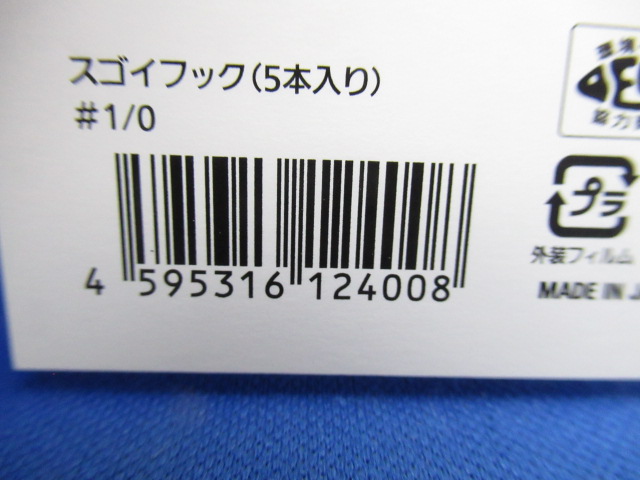 スゴイフック(5本入り)
#1/0
4 595316 124008
プラ
外装フィルム
MADE IN J